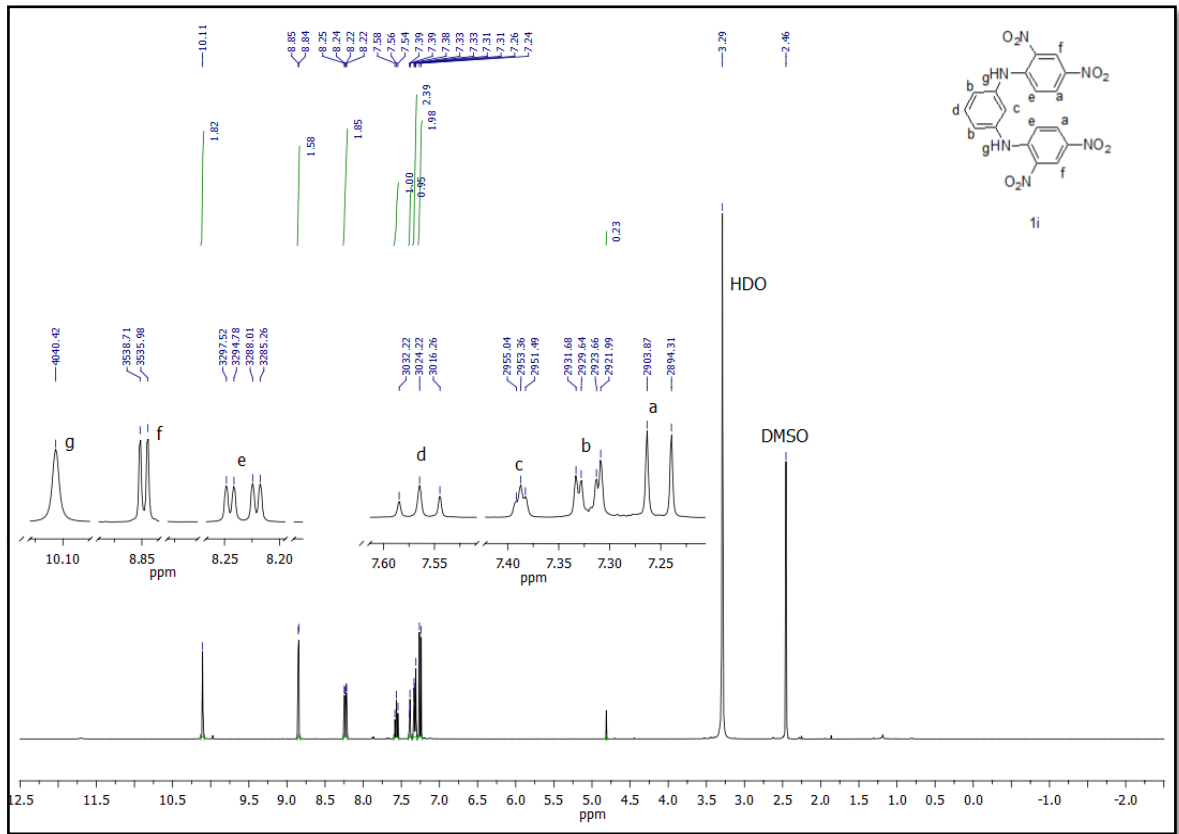 10.11
8.85
8.84
8.25
8.24
8.22
8.22
7.58
7.56
7.54
7.39
7.39
7.38
7.33
7.33
7.31
7.31
7.26
7.24
3.29
2.46
O2N
f
NO2
gHN
b
e
a
d
c
b
e
a
gHN
NO2
O2N
f
1i
1.82
1.58
1.85
1.00
0.95
2.39
1.98
0.23
HDO
DMSO
4040.42
3538.71
3535.98
3297.52
3294.78
3288.01
3285.26
3032.22
3024.22
3016.26
2955.04
2953.36
2951.49
2931.68
2929.64
2923.66
2921.99
2903.87
2894.31
g
f
e
d
c
b
a
10.10 8.85 8.25 8.20
ppm
7.60 7.55 7.40 7.35 7.30 7.25
ppm ppm
12.5 11.5 10.5 9.5 9.0 8.5 8.0 7.5 7.0 6.5 6.0 5.5 5.0 4.5 4.0 3.5 3.0 2.5 2.0 1.5 1.0 0.5 0.0 -1.0 -2.0
ppm